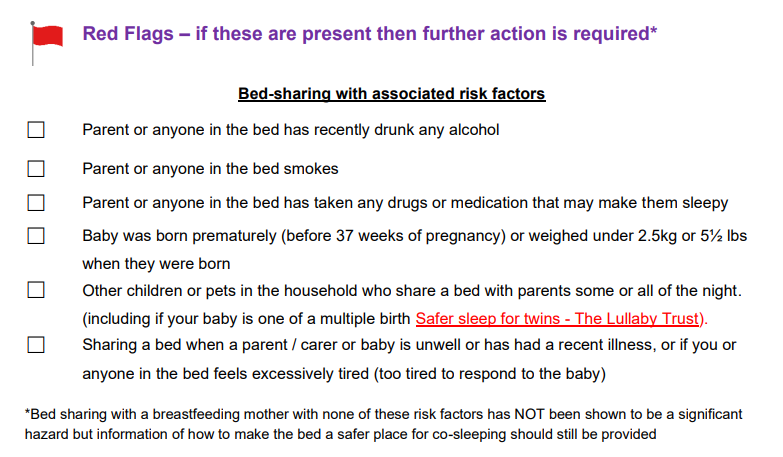 Red Flags – if these are present then further action is required*
Bed-sharing with associated risk factors
Parent or anyone in the bed has recently drunk any alcohol
Parent or anyone in the bed smokes
Parent or anyone in the bed has taken any drugs or medication that may make them sleepy
Baby was born prematurely (before 37 weeks of pregnancy) or weighed under 2.5kg or 5½ lbs
when they were born
Other children or pets in the household who share a bed with parents some or all of the night.
(including if your baby is one of a multiple birth Safer sleep for twins - The Lullaby Trust).
Sharing a bed when a parent / carer or baby is unwell or has had a recent illness, or if you or
anyone in the bed feels excessively tired (too tired to respond to the baby)
*Bed sharing with a breastfeeding mother with none of these risk factors has NOT been shown to be a significant
hazard but information of how to make the bed a safer place for co-sleeping should still be provided